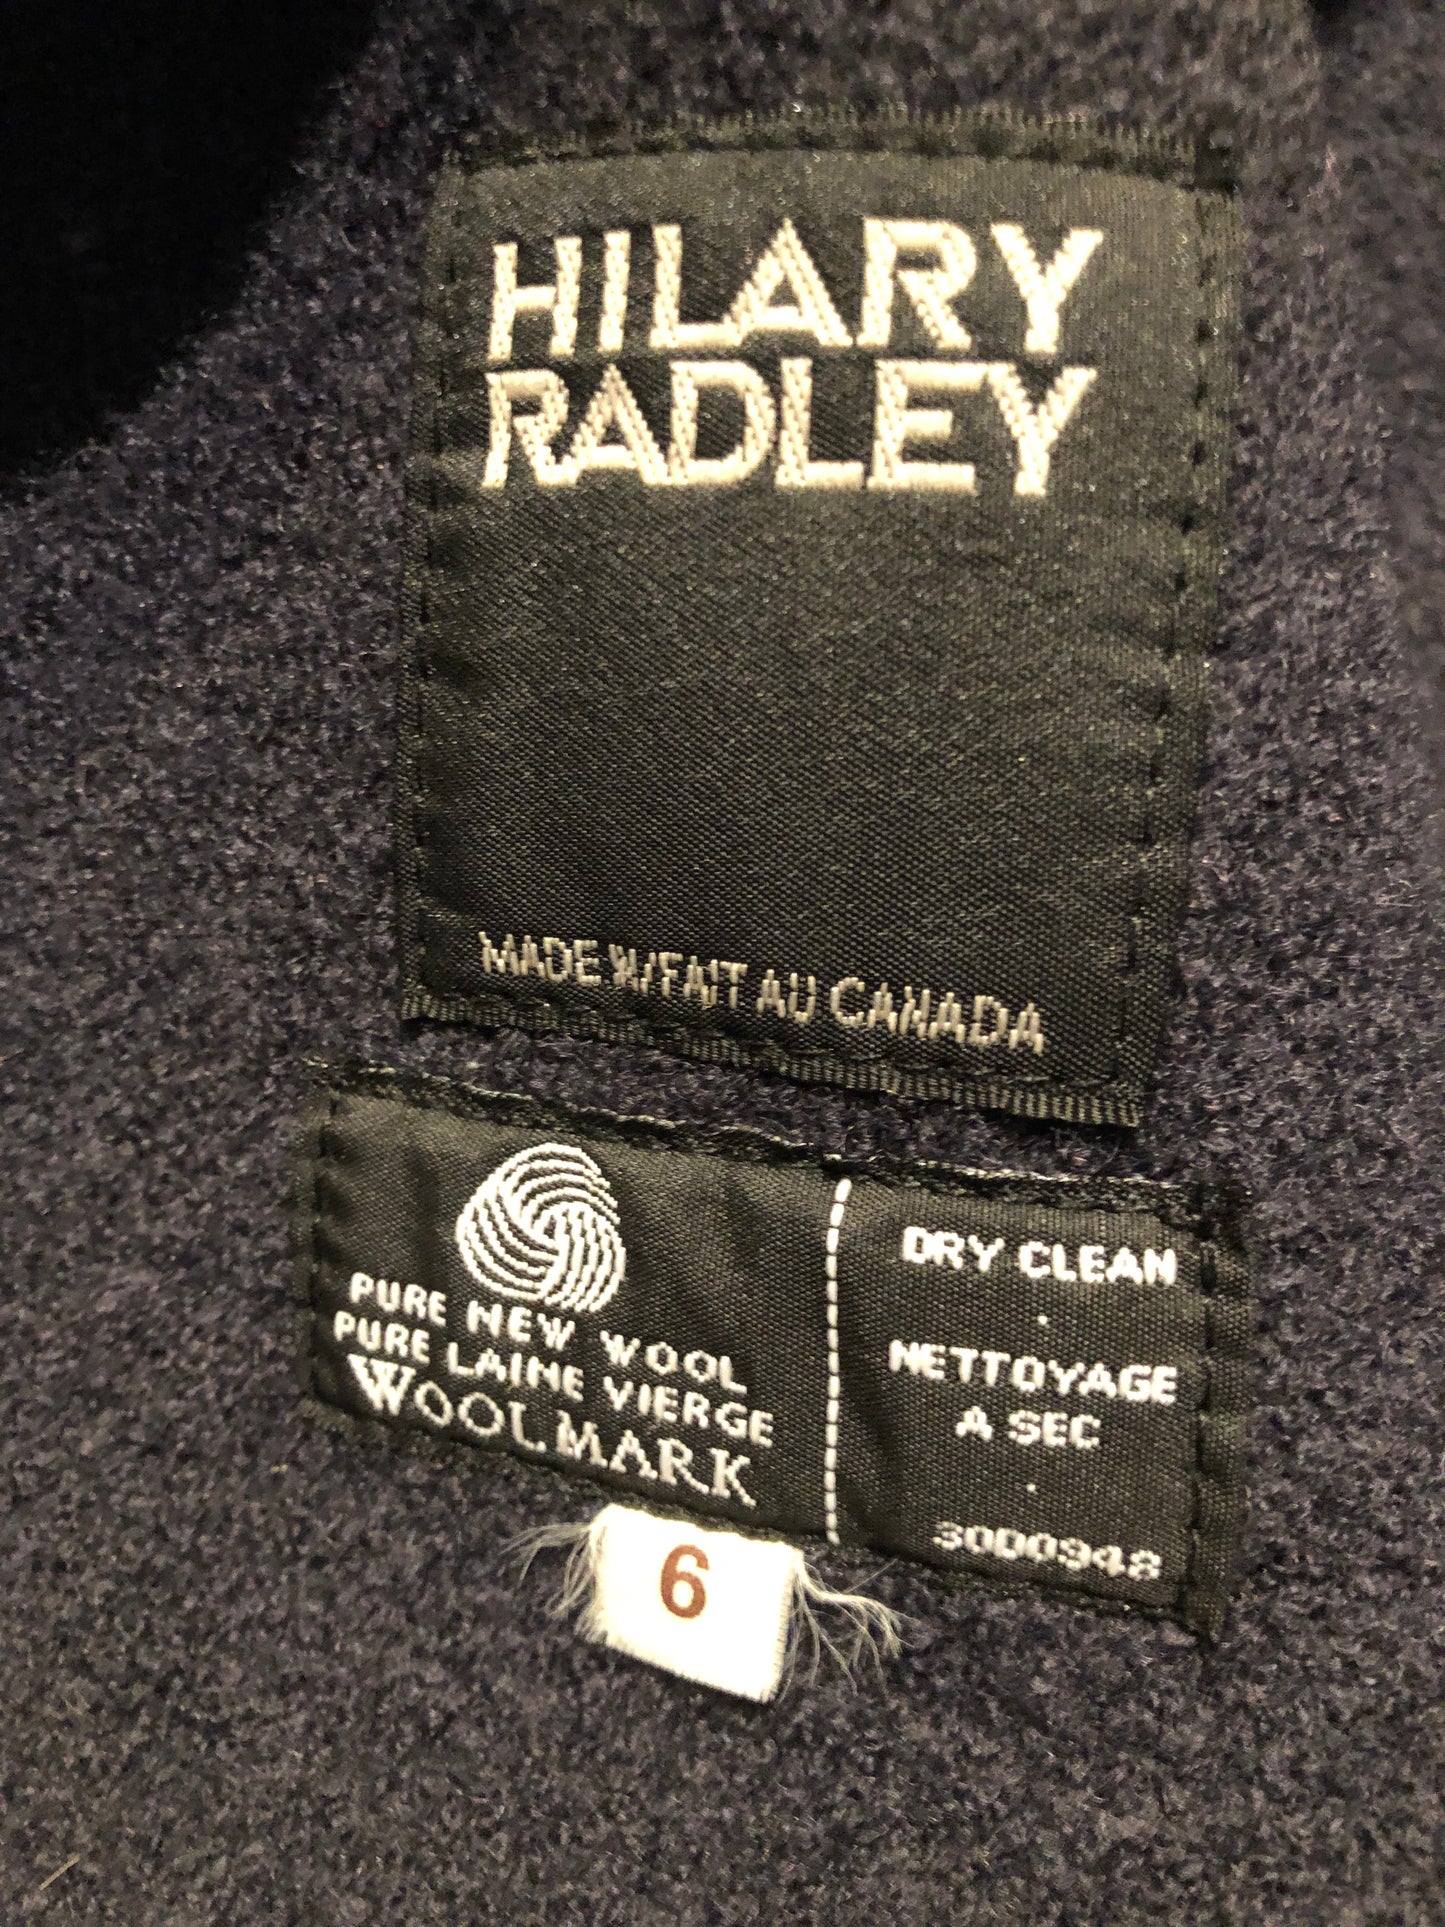 HILARY
RADLEY
MADE IN/FAIT AU CANADA
PURE NEW WOOL
PURE LAINE VIERGE
WOOLMARK
DRY CLEAN
.
NETTOYAGE
A SEC
.
30D0948
6